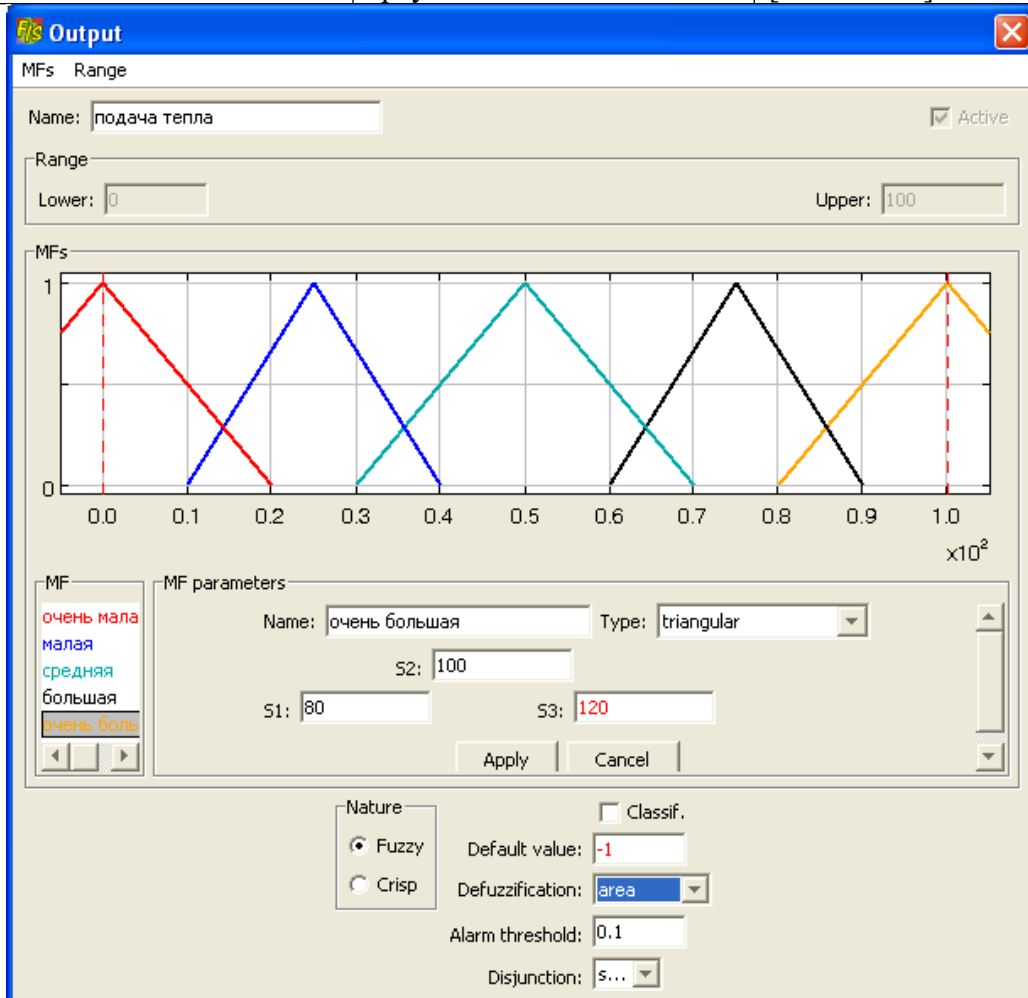 Output
MFs Range
Name: подача тепла Active
Range
Lower: 0 Upper: 100
MFs
1
0
0.0 0.1 0.2 0.3 0.4 0.5 0.6 0.7 0.8 0.9 1.0
x10²
MF MF parameters
очень мала Name: очень большая Type: triangular
малая
средняя S2: 100
большая S1: 80 S3: 120
очень боль
Apply Cancel
Nature Classif.
Fuzzy Default value: -1
Crisp Defuzzification: area
Alarm threshold: 0.1
Disjunction: s...